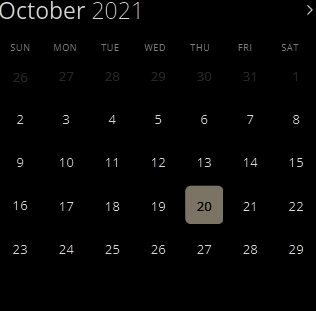 October 2021
SUN MON TUE WED THU FRI SAT
26 27 28 29 30 31 1
2 3 4 5 6 7 8
9 10 11 12 13 14 15
16 17 18 19 20 21 22
23 24 25 26 27 28 29